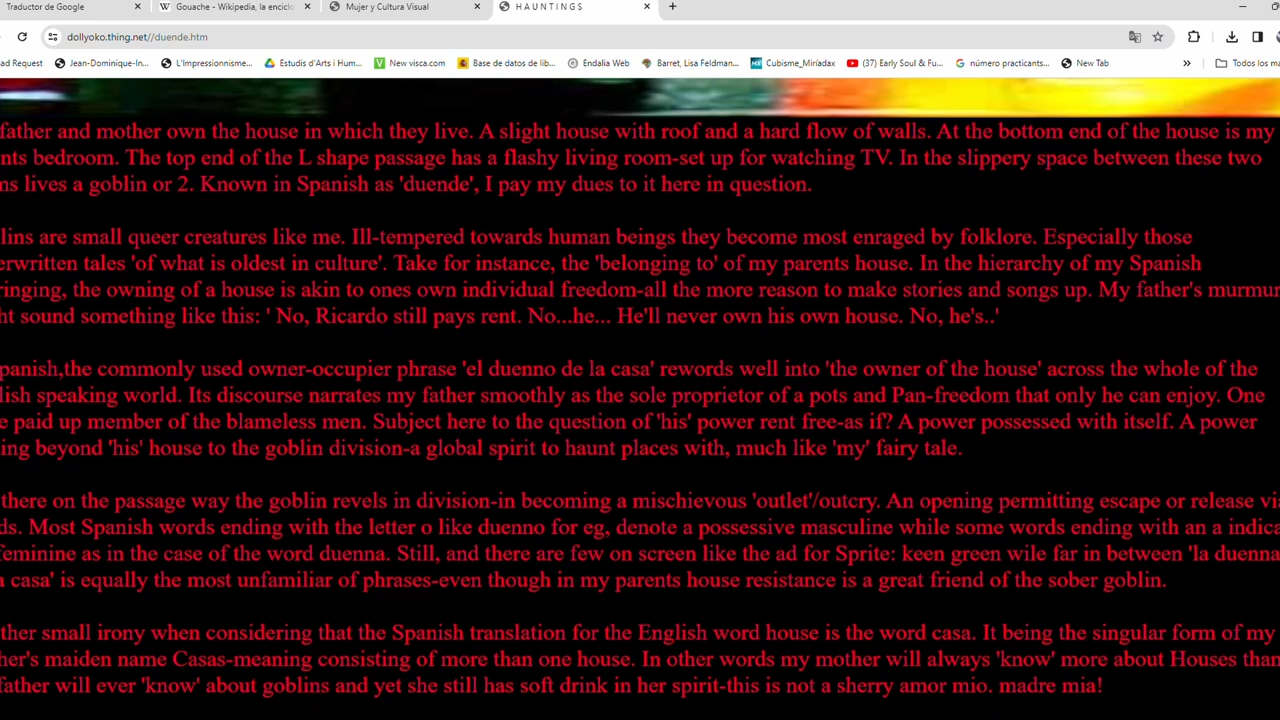 Traductor de Google
Gouache - Wikipedia, la enciclo
Mujer y Cultura Visual
H A U N T I N G S
dollyoko.thing.net//duende.htm
ad Request
Jean-Dominique-In...
L'Impressionnisme...
Estudis d'Arts i Hum...
New visca.com
Base de datos de lib...
Endalia Web
Barret, Lisa Feldman...
Cubisme_Miríadax
(37) Early Soul & Fu...
número practicants...
New Tab
»
Todos los ma
father and mother own the house in which they live. A slight house with roof and a hard flow of walls. At the bottom end of the house is my
nts bedroom. The top end of the L shape passage has a flashy living room-set up for watching TV. In the slippery space between these two
ms lives a goblin or 2. Known in Spanish as 'duende', I pay my dues to it here in question.
lins are small queer creatures like me. Ill-tempered towards human beings they become most enraged by folklore. Especially those
erwritten tales 'of what is oldest in culture'. Take for instance, the 'belonging to' of my parents house. In the hierarchy of my Spanish
ringing, the owning of a house is akin to ones own individual freedom-all the more reason to make stories and songs up. My father's murmur
ht sound something like this: ' No, Ricardo still pays rent. No...he... He'll never own his own house. No, he's..'
panish,the commonly used owner-occupier phrase 'el duenno de la casa' rewords well into 'the owner of the house' across the whole of the
lish speaking world. Its discourse narrates my father smoothly as the sole proprietor of a pots and Pan-freedom that only he can enjoy. One
e paid up member of the blameless men. Subject here to the question of 'his' power rent free-as if? A power possessed with itself. A power
ing beyond 'his' house to the goblin division-a global spirit to haunt places with, much like 'my' fairy tale.
there on the passage way the goblin revels in division-in becoming a mischievous 'outlet'/outcry. An opening permitting escape or release vi
ds. Most Spanish words ending with the letter o like duenno for eg, denote a possessive masculine while some words ending with an a indica
feminine as in the case of the word duenna. Still, and there are few on screen like the ad for Sprite: keen green wile far in between 'la duenna
a casa' is equally the most unfamiliar of phrases-even though in my parents house resistance is a great friend of the sober goblin.
ther small irony when considering that the Spanish translation for the English word house is the word casa. It being the singular form of my
her's maiden name Casas-meaning consisting of more than one house. In other words my mother will always 'know' more about Houses than
father will ever 'know' about goblins and yet she still has soft drink in her spirit-this is not a sherry amor mio. madre mia!